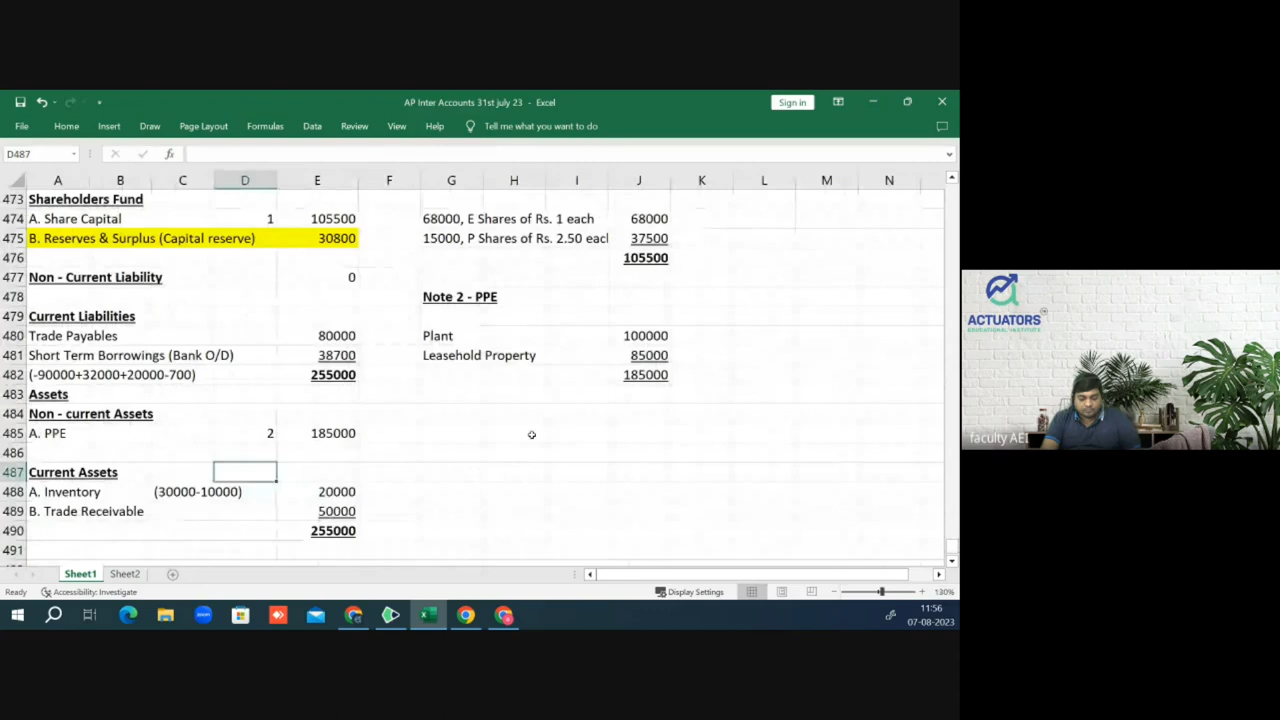 AP Inter Accounts 31st july 23 - Excel
Sign in
File Home Insert Draw Page Layout Formulas Data Review View Help Tell me what you want to do
D487 fx
A B C D E F G H I J K L M N
473 Shareholders Fund
474 A. Share Capital 1 105500 68000, E Shares of Rs. 1 each 68000
475 B. Reserves & Surplus (Capital reserve) 30800 15000, P Shares of Rs. 2.50 each 37500
476 105500
477 Non - Current Liability 0
478 Note 2 - PPE
479 Current Liabilities
480 Trade Payables 80000 Plant 100000
481 Short Term Borrowings (Bank O/D) 38700 Leasehold Property 85000
482 (-90000+32000+20000-700) 255000 185000
483 Assets
484 Non - current Assets
485 A. PPE 2 185000
486
487 Current Assets
488 A. Inventory (30000-10000) 20000
489 B. Trade Receivable 50000
490 255000
491
Sheet1 Sheet2
Ready Accessibility: Investigate Display Settings 130%
zoom
11:56
07-08-2023
ACTUATORS
EDUCATIONAL INSTITUTE
faculty AEI